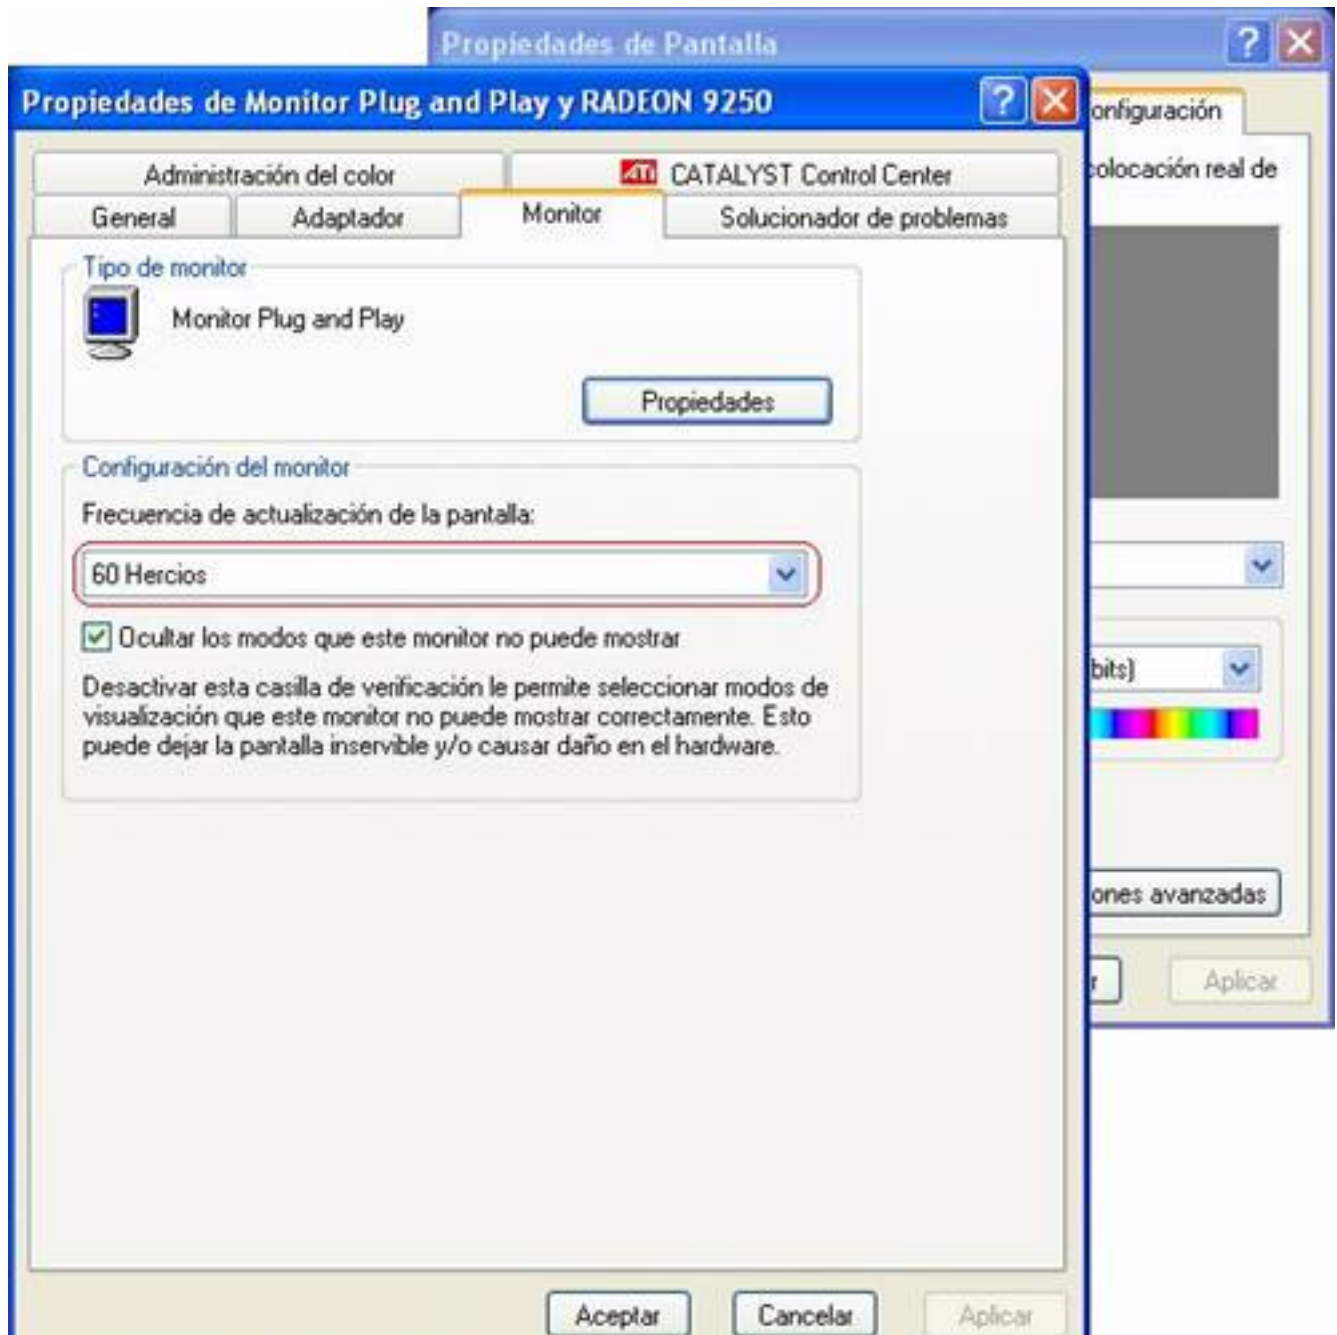 Propiedades de Pantalla
Propiedades de Monitor Plug and Play y RADEON 9250
onfiguración
Administración del color
ATI CATALYST Control Center
colocación real de
General
Adaptador
Monitor
Solucionador de problemas
Tipo de monitor
Monitor Plug and Play
Propiedades
Configuración del monitor
Frecuencia de actualización de la pantalla:
60 Hercios
Ocultar los modos que este monitor no puede mostrar
bits)
Desactivar esta casilla de verificación le permite seleccionar modos de
visualización que este monitor no puede mostrar correctamente. Esto
puede dejar la pantalla inservible y/o causar daño en el hardware.
ones avanzadas
r
Aplicar
Aceptar
Cancelar
Aplicar